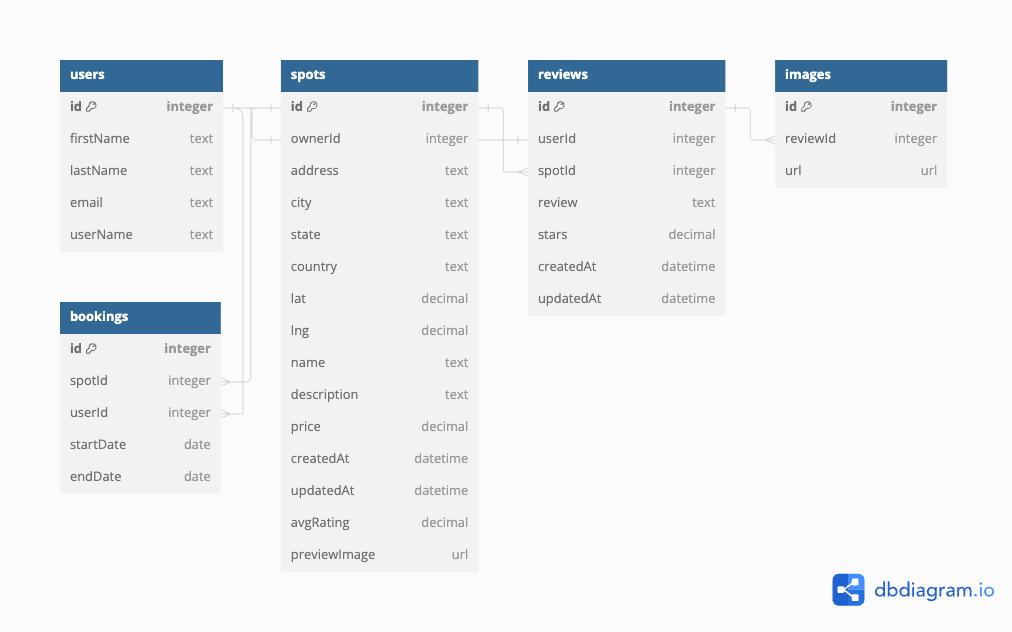 users
id integer
firstName text
lastName text
email text
userName text
bookings
id integer
spotId integer
userId integer
startDate date
endDate date
spots
id integer
ownerId integer
address text
city text
state text
country text
lat decimal
lng decimal
name text
description text
price decimal
createdAt datetime
updatedAt datetime
avgRating decimal
previewImage url
reviews
id integer
userId integer
spotId integer
review text
stars decimal
createdAt datetime
updatedAt datetime
images
id integer
reviewId integer
url url
dbdiagram.io